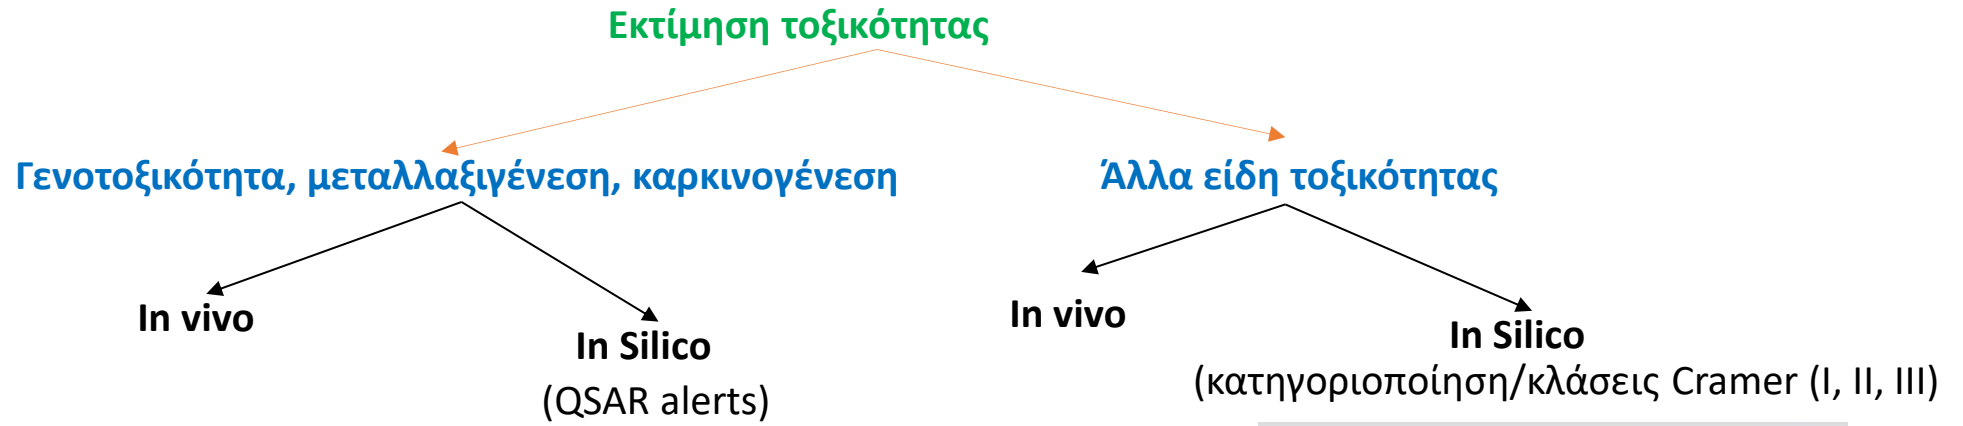 Εκτίμηση τοξικότητας
Γενοτοξικότητα, μεταλλαξιγένεση, καρκινογένεση
Άλλα είδη τοξικότητας
In vivo
In Silico
(QSAR alerts)
In vivo
In Silico
(κατηγοριοποίηση/κλάσεις Cramer (I, II, III)